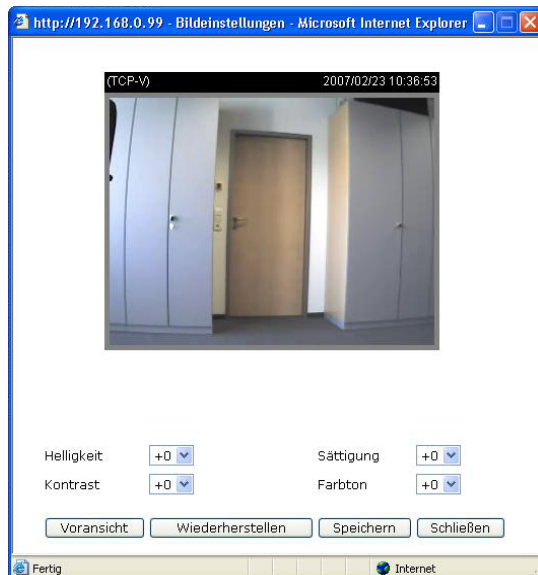 http://192.168.0.99 - Bildeinstellungen - Microsoft Internet Explorer
(TCP-V) 2007/02/23 10:36:53
Helligkeit +0 Sättigung +0
Kontrast +0 Farbton +0
Voransicht Wiederherstellen Speichern Schließen
Fertig Internet